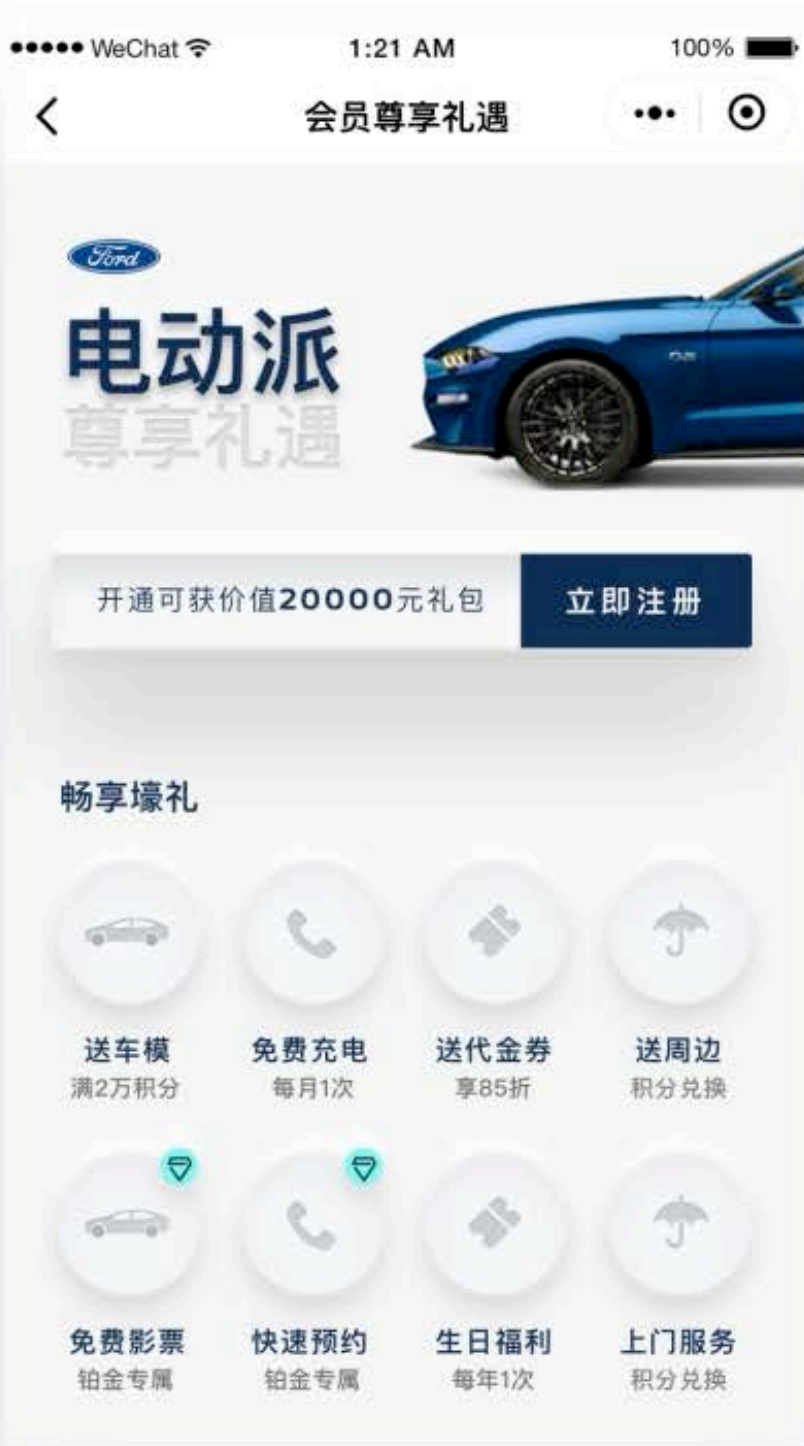 WeChat 1:21 AM 100%
会员尊享礼遇
Ford
电动派
尊享礼遇
开通可获价值20000元礼包 立即注册
畅享壕礼
送车模 免费充电 送代金券 送周边
满2万积分 每月1次 享85折 积分兑换
免费影票 快速预约 生日福利 上门服务
铂金专属 铂金专属 每年1次 积分兑换